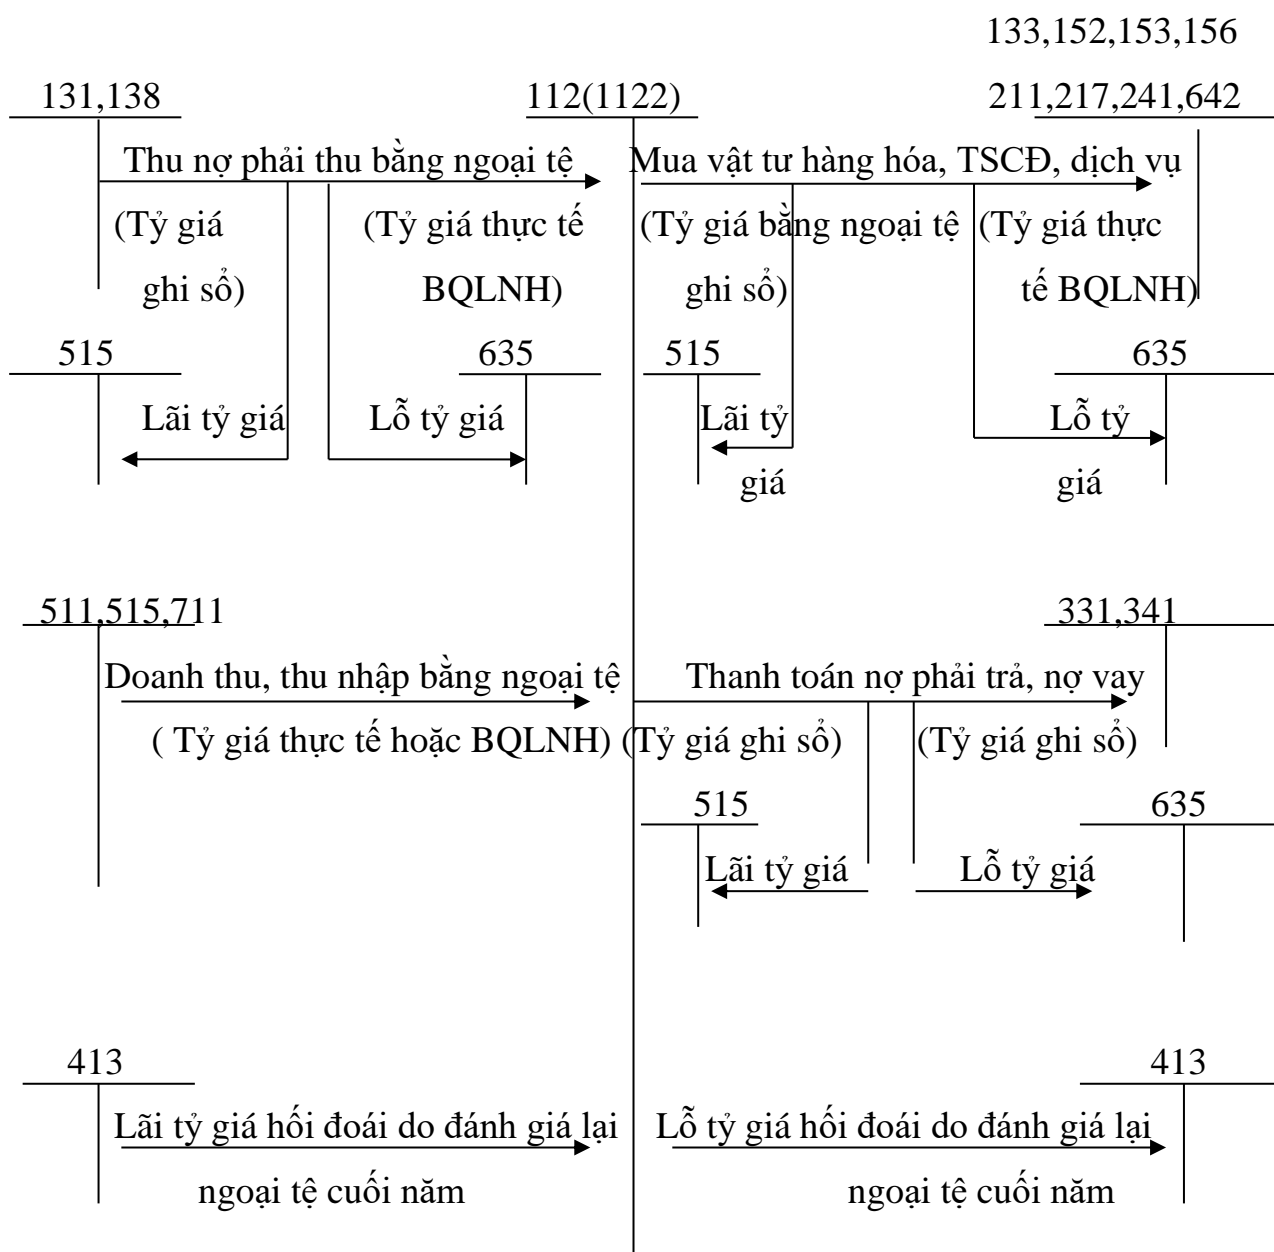 133,152,153,156
131,138 112(1122) 211,217,241,642
Thu nợ phải thu bằng ngoại tệ Mua vật tư hàng hóa, TSCĐ, dịch vụ
(Tỷ giá (Tỷ giá thực tế (Tỷ giá bằng ngoại tệ (Tỷ giá thực
ghi sổ) BQLNH) ghi sổ) tế BQLNH)
515 635 515 635
Lãi tỷ giá Lỗ tỷ giá Lãi tỷ Lỗ tỷ
giá giá
511,515,711 331,341
Doanh thu, thu nhập bằng ngoại tệ Thanh toán nợ phải trả, nợ vay
( Tỷ giá thực tế hoặc BQLNH) (Tỷ giá ghi sổ) (Tỷ giá ghi sổ)
515 635
Lãi tỷ giá Lỗ tỷ giá
413 413
Lãi tỷ giá hối đoái do đánh giá lại Lỗ tỷ giá hối đoái do đánh giá lại
ngoại tệ cuối năm ngoại tệ cuối năm